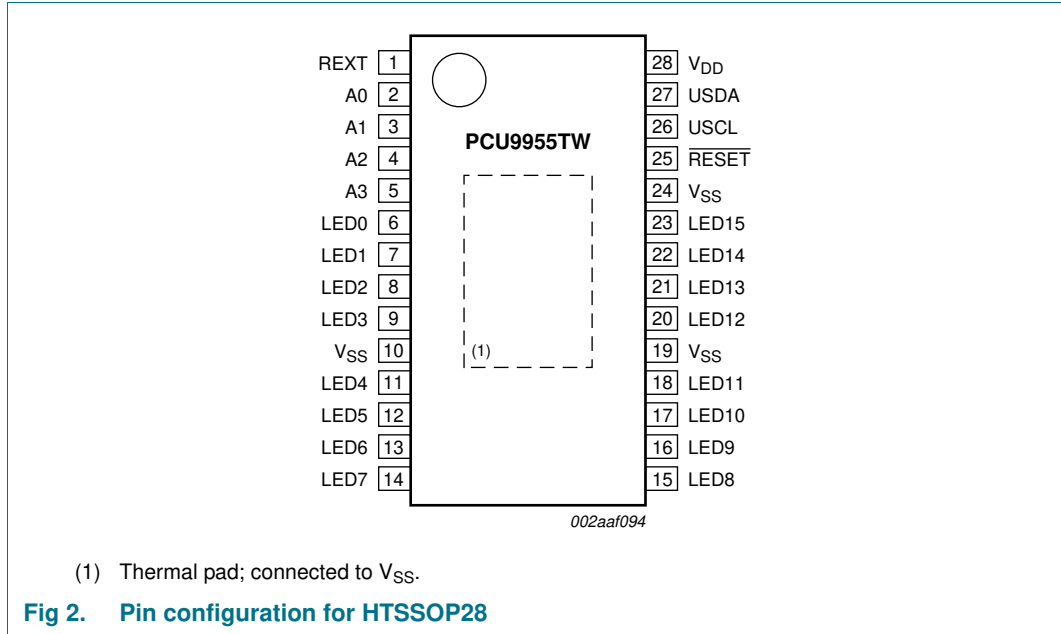 REXT 1 28 VDD
A0 2 27 USDA
A1 3 26 USCL
PCU9955TW
A2 4 25 RESET
A3 5 24 VSS
LED0 6 23 LED15
LED1 7 22 LED14
LED2 8 21 LED13
LED3 9 20 LED12
VSS 10 (1) 19 VSS
LED4 11 18 LED11
LED5 12 17 LED10
LED6 13 16 LED9
LED7 14 15 LED8
002aaf094
(1) Thermal pad; connected to VSS.
Fig 2. Pin configuration for HTSSOP28